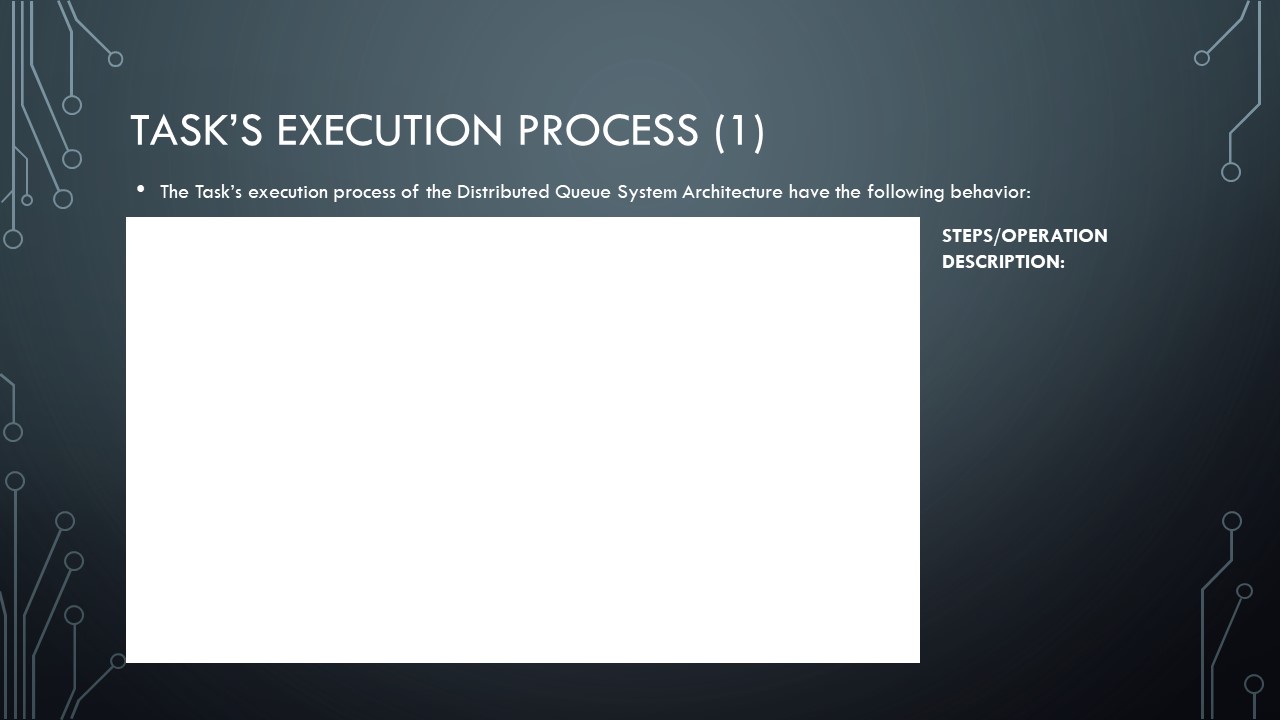 TASK’S EXECUTION PROCESS (1)
• The Task’s execution process of the Distributed Queue System Architecture have the following behavior:
STEPS/OPERATION
DESCRIPTION: